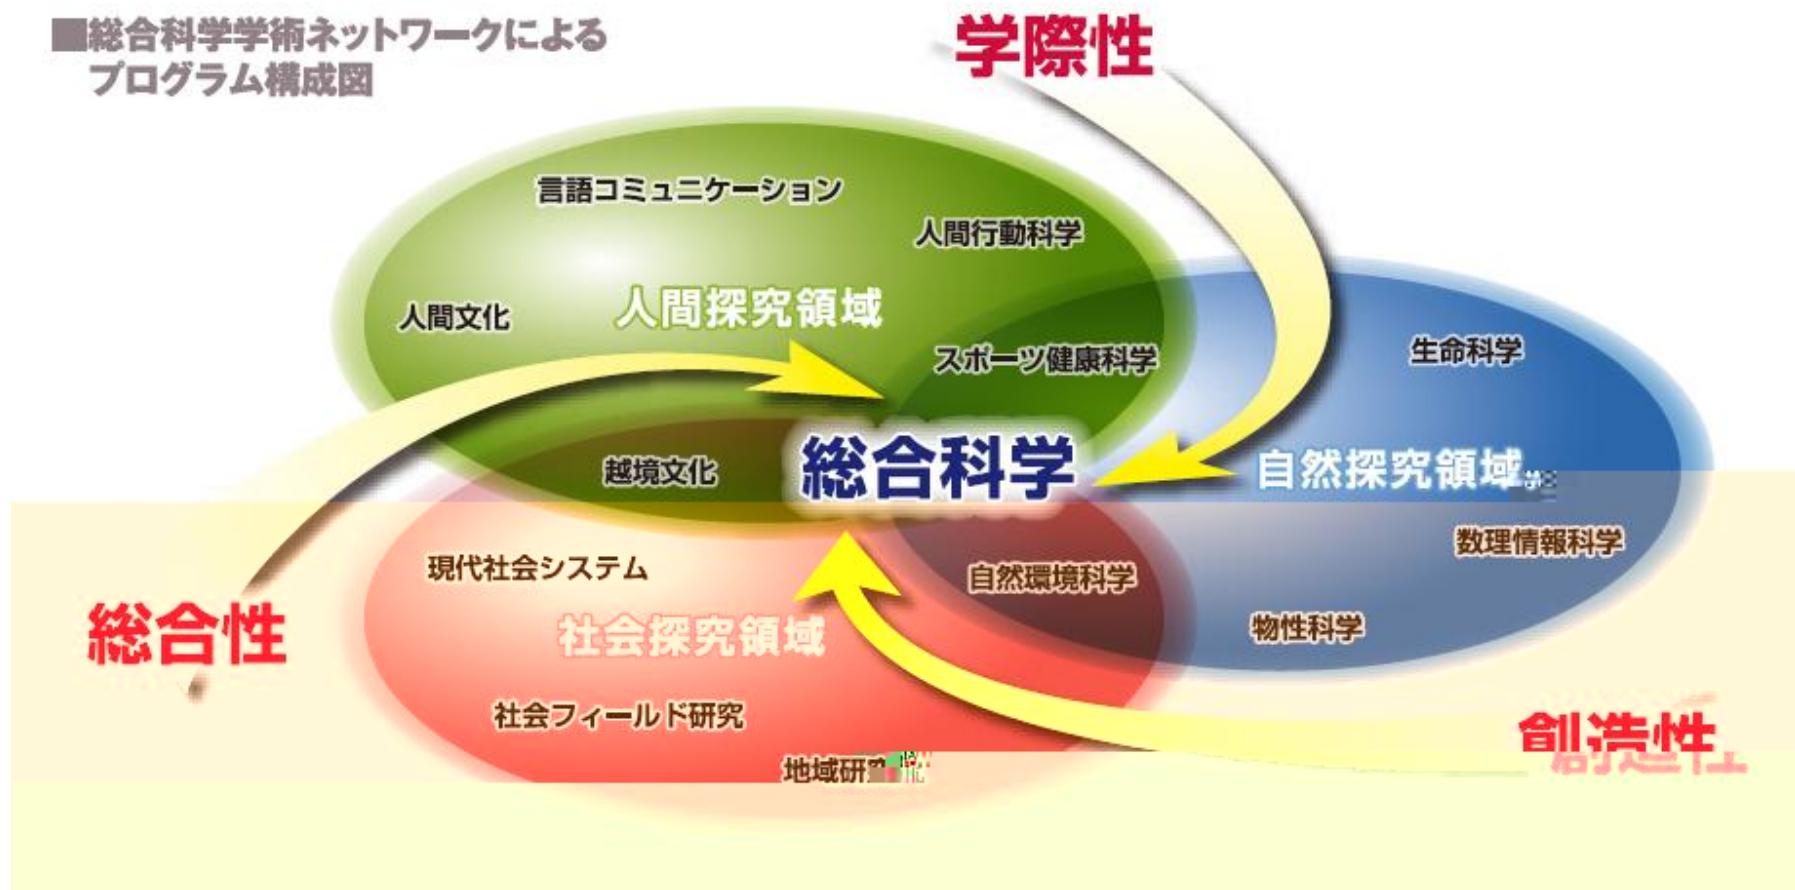 ■総合科学学術ネットワークによる
プログラム構成図
学際性
言語コミュニケーション
人間行動科学
人間文化
人間探究領域
スポーツ健康科学
生命科学
越境文化
総合科学
自然探究領域
数理情報科学
現代社会システム
自然環境科学
総合性
社会探究領域
物性科学
社会フィールド研究
創造性
地域研究